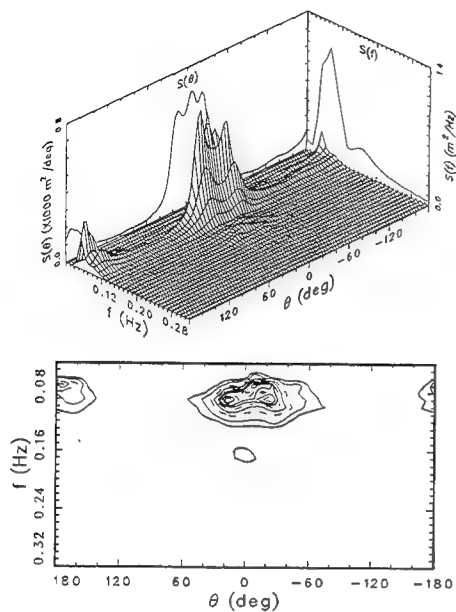 S(θ)
S(f)
1.4
S(f) (m²/Hz)
0.0
0.8
S(θ) (X1000 m²/deg)
0.0
0.12
0.20
0.28
f (Hz)
120
60
0
-60
-120
θ (deg)
0.08
0.16
0.24
0.32
f (Hz)
180
120
60
0
-60
-120
-180
θ (deg)